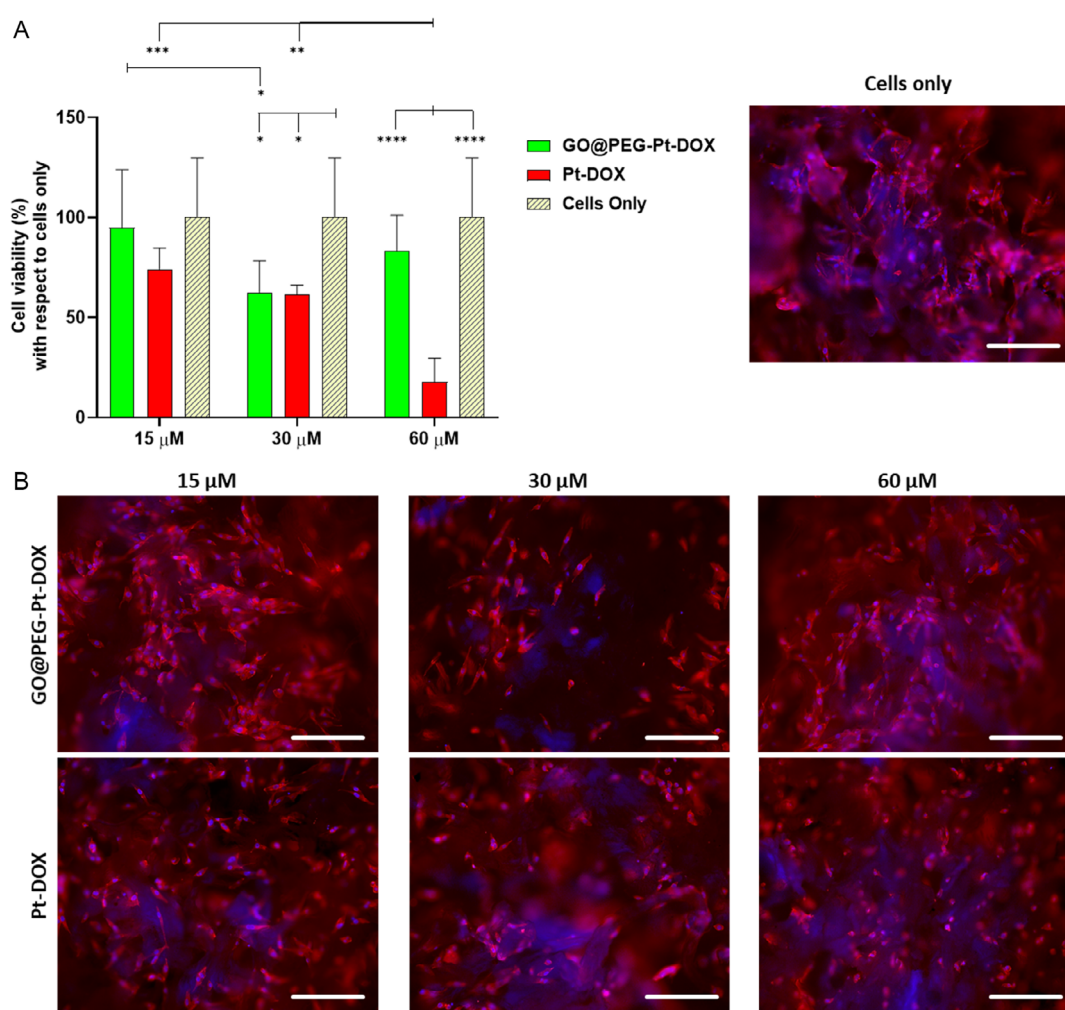 A
***
**
*
*
*
****
****
150
100
50
0
Cell viability (%)
with respect to cells only
15 μM
30 μM
60 μM
GO@PEG-Pt-DOX
Pt-DOX
Cells Only
Cells only
B
15 μM
30 μM
60 μM
GO@PEG-Pt-DOX
Pt-DOX